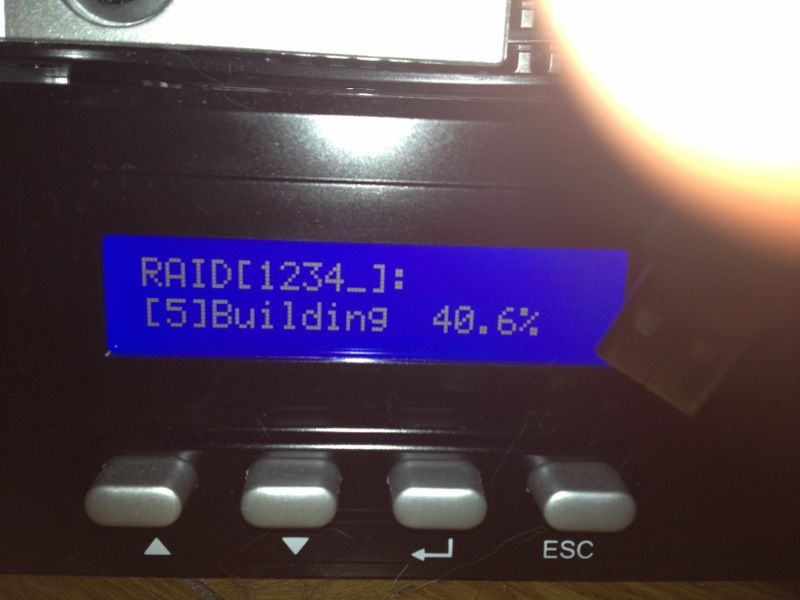 RAID[1234_]:
[5]Building 40.6%
ESC